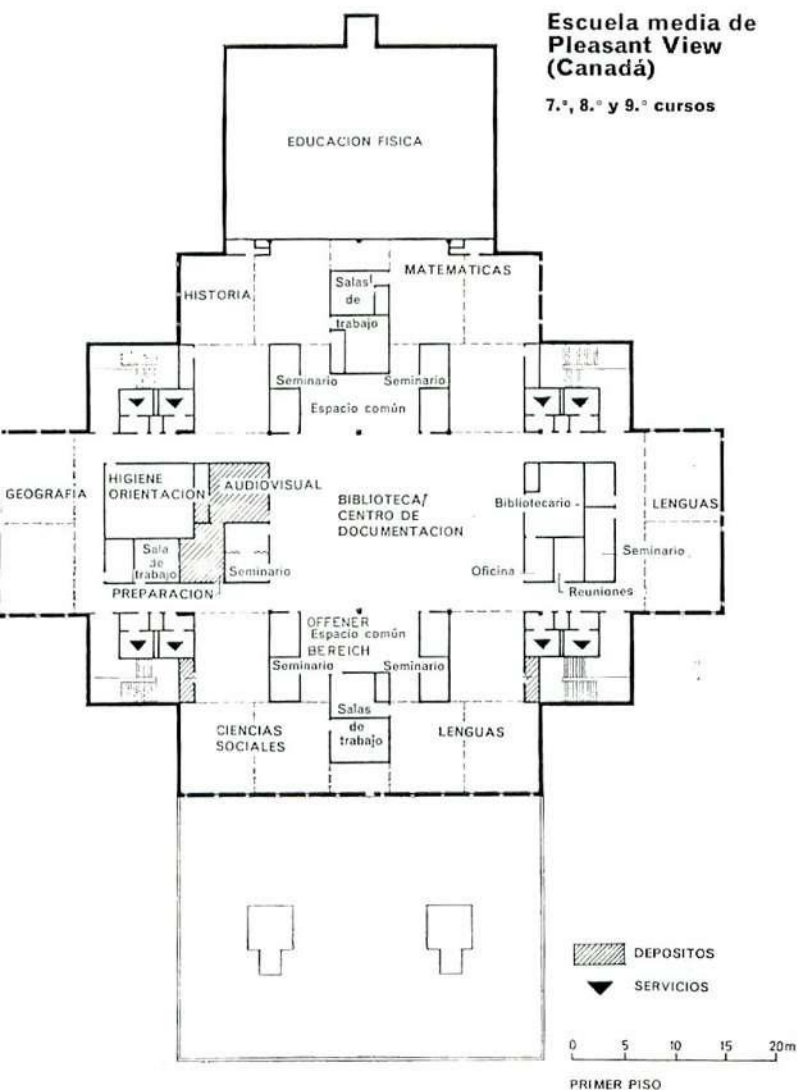 Escuela media de
Pleasant View
(Canadá)
7.º, 8.º y 9.º cursos
EDUCACION FISICA
MATEMATICAS
HISTORIA
Salas
de
trabajo
Seminario
Seminario
Espacio común
GEOGRAFIA
HIGIENE
ORIENTACION
AUDIOVISUAL
BIBLIOTECA/
CENTRO DE
DOCUMENTACION
Bibliotecario
LENGUAS
Sala
de
trabajo
Seminario
PREPARACION
Oficina
Seminario
Reuniones
OFFENER
Espacio común
BEREICH
Seminario
Seminario
Salas
de
trabajo
CIENCIAS
SOCIALES
LENGUAS
DEPOSITOS
SERVICIOS
0 5 10 15 20m
PRIMER PISO